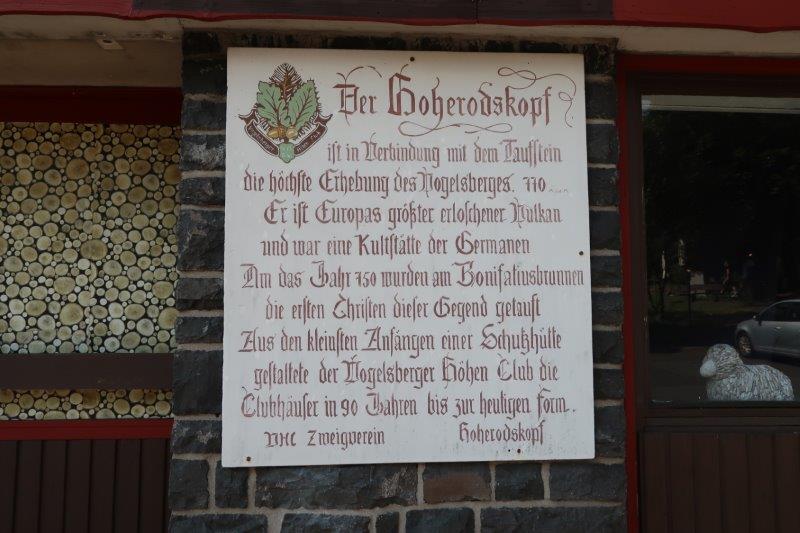 Der Hoherodskopf
ist in Verbindung mit dem Taufstein
die höchste Erhebung des Vogelsberges. 770
Er ist Europas größter erloschener Vulkan
und war eine Kultstätte der Germanen
Am das Jahr 750 wurden am Bonifatiusbrunnen
die ersten Christen dieser Gegend getauft
Aus den kleinsten Anfängen einer Schutzhütte
gestaltete der Vogelsberger Höhen Club die
Clubhäuser in 90 Jahren bis zur heutigen Form.
VHC Zweigverein Hoherodskopf